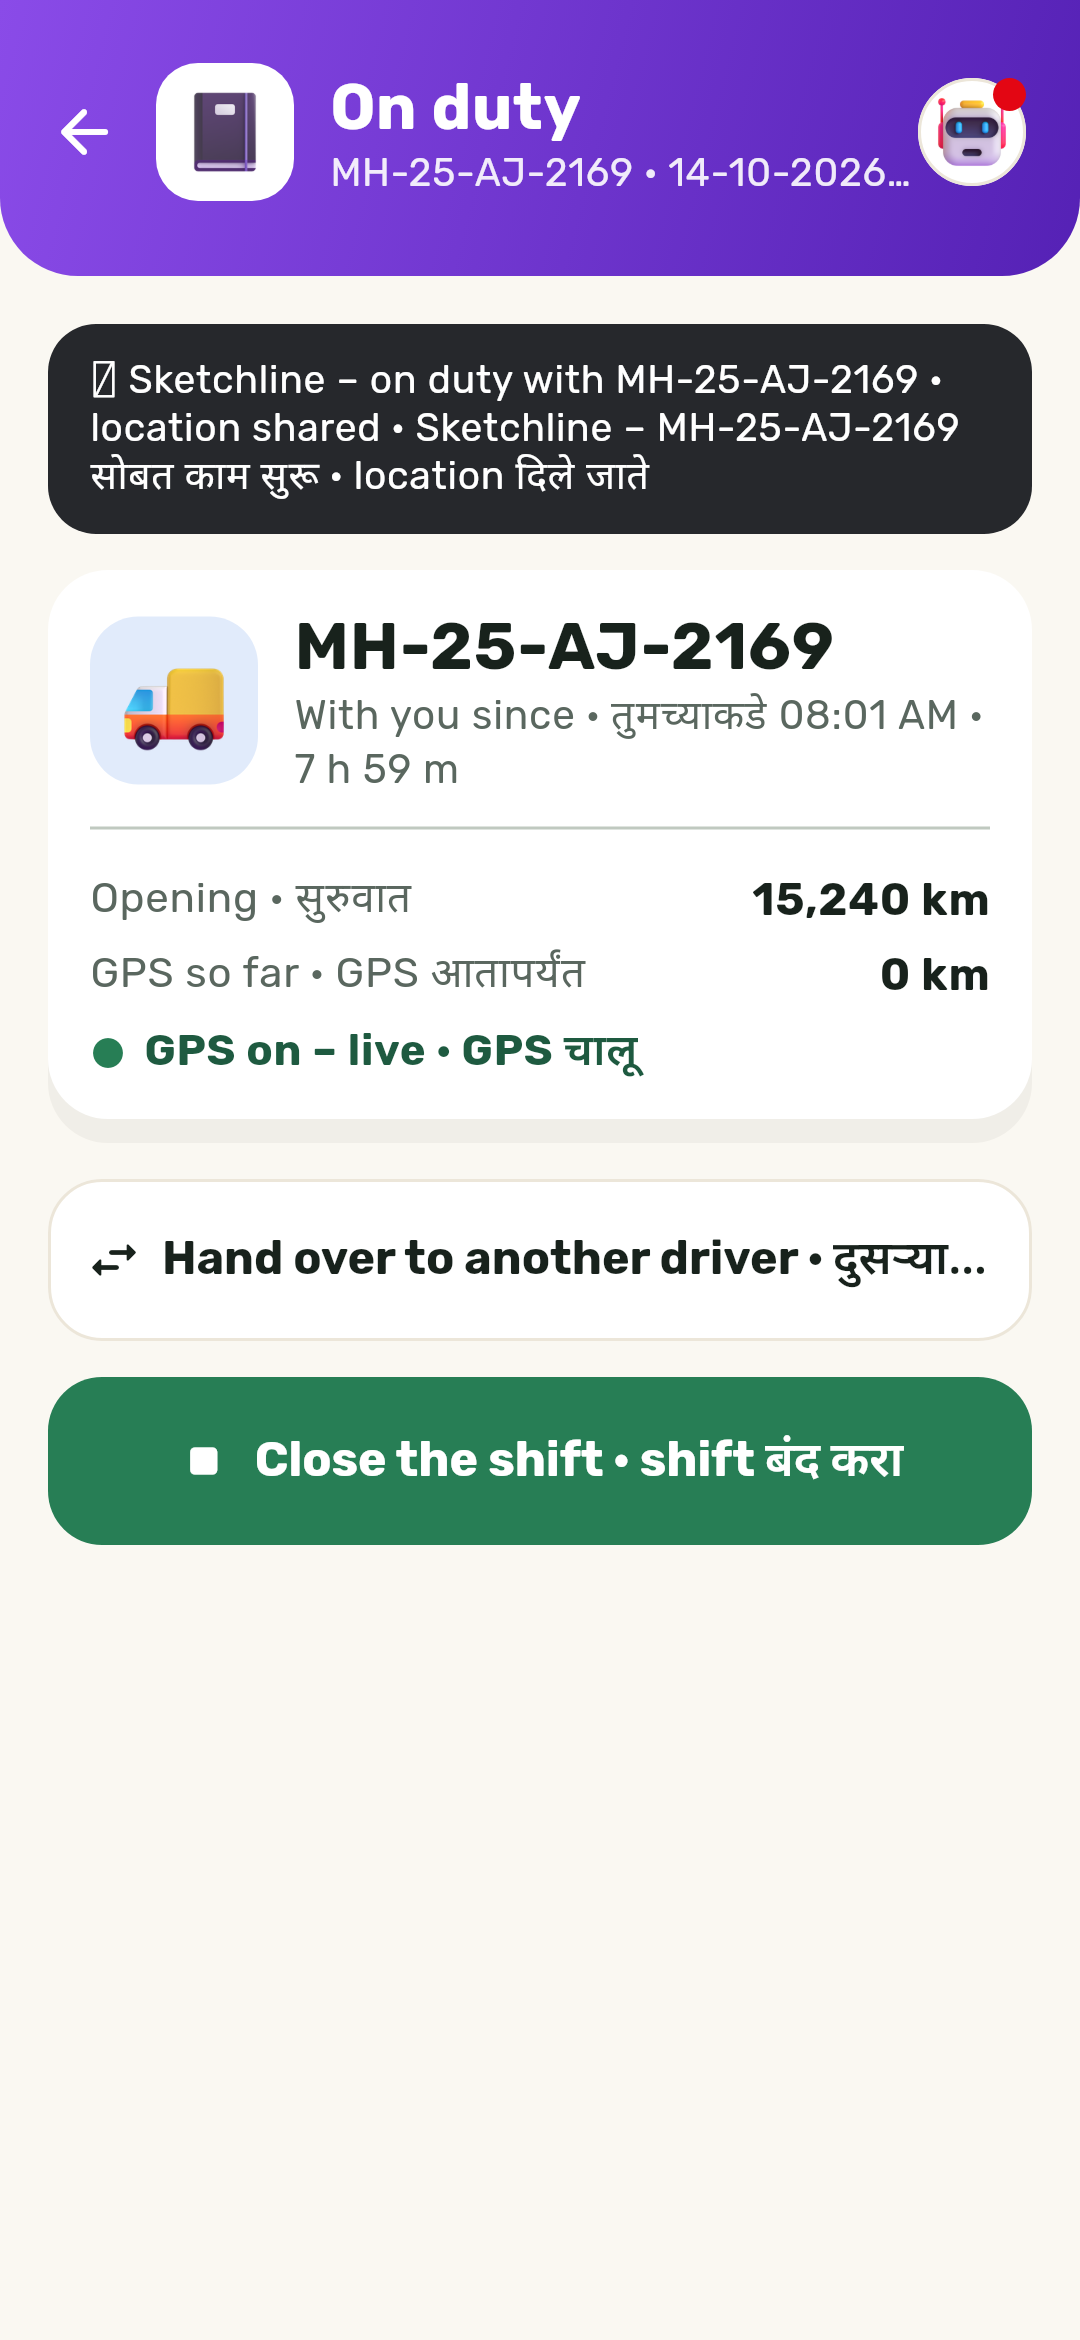 On duty
MH-25-AJ-2169 • 14-10-2026...
Sketchline – on duty with MH-25-AJ-2169 •
location shared • Sketchline – MH-25-AJ-2169
सोबत काम सुरू • location दिले जाते
MH-25-AJ-2169
With you since • तुमच्याकडे 08:01 AM •
7 h 59 m
Opening • सुरुवात
15,240 km
GPS so far • GPS आतापर्यंत
0 km
GPS on – live • GPS चालू
Hand over to another driver • दुसऱ्या...
Close the shift • shift बंद करा